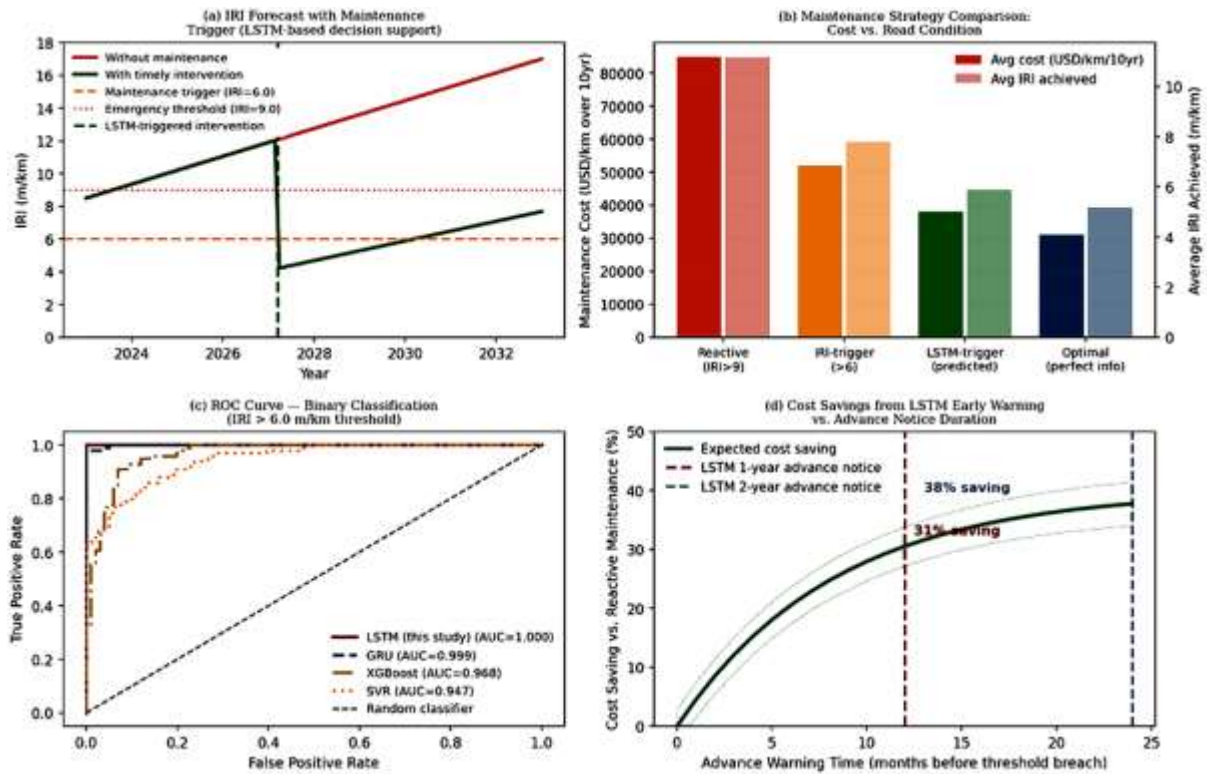 (a) IRI Forecast with Maintenance
Trigger (LSTM-based decision support)
18
16
14
12
10
8
6
4
2
0
IRI (m/km)
Without maintenance
With timely intervention
Maintenance trigger (IRI=6.0)
Emergency threshold (IRI=9.0)
LSTM-triggered intervention
2024
2026
2028
2030
2032
Year
(b) Maintenance Strategy Comparison:
Cost vs. Road Condition
Maintenance Cost (USD/km over 10yr)
80000
70000
60000
50000
40000
30000
20000
10000
0
Avg cost (USD/km/10yr)
Avg IRI achieved
10
8
6
4
2
0
Average IRI Achieved (m/km)
Reactive
(IRI>9)
IRI-trigger
(>6)
LSTM-trigger
(predicted)
Optimal
(perfect info)
(c) ROC Curve — Binary Classification
(IRI > 6.0 m/km threshold)
True Positive Rate
1.0
0.8
0.6
0.4
0.2
0.0
LSTM (this study) (AUC=1.000)
GRU (AUC=0.999)
XGBoost (AUC=0.968)
SVR (AUC=0.947)
Random classifier
0.0
0.2
0.4
0.6
0.8
1.0
False Positive Rate
(d) Cost Savings from LSTM Early Warning
vs. Advance Notice Duration
Cost Saving vs. Reactive Maintenance (%)
50
40
30
20
10
0
Expected cost saving
LSTM 1-year advance notice
LSTM 2-year advance notice
38% saving
31% saving
0
5
10
15
20
25
Advance Warning Time (months before threshold breach)